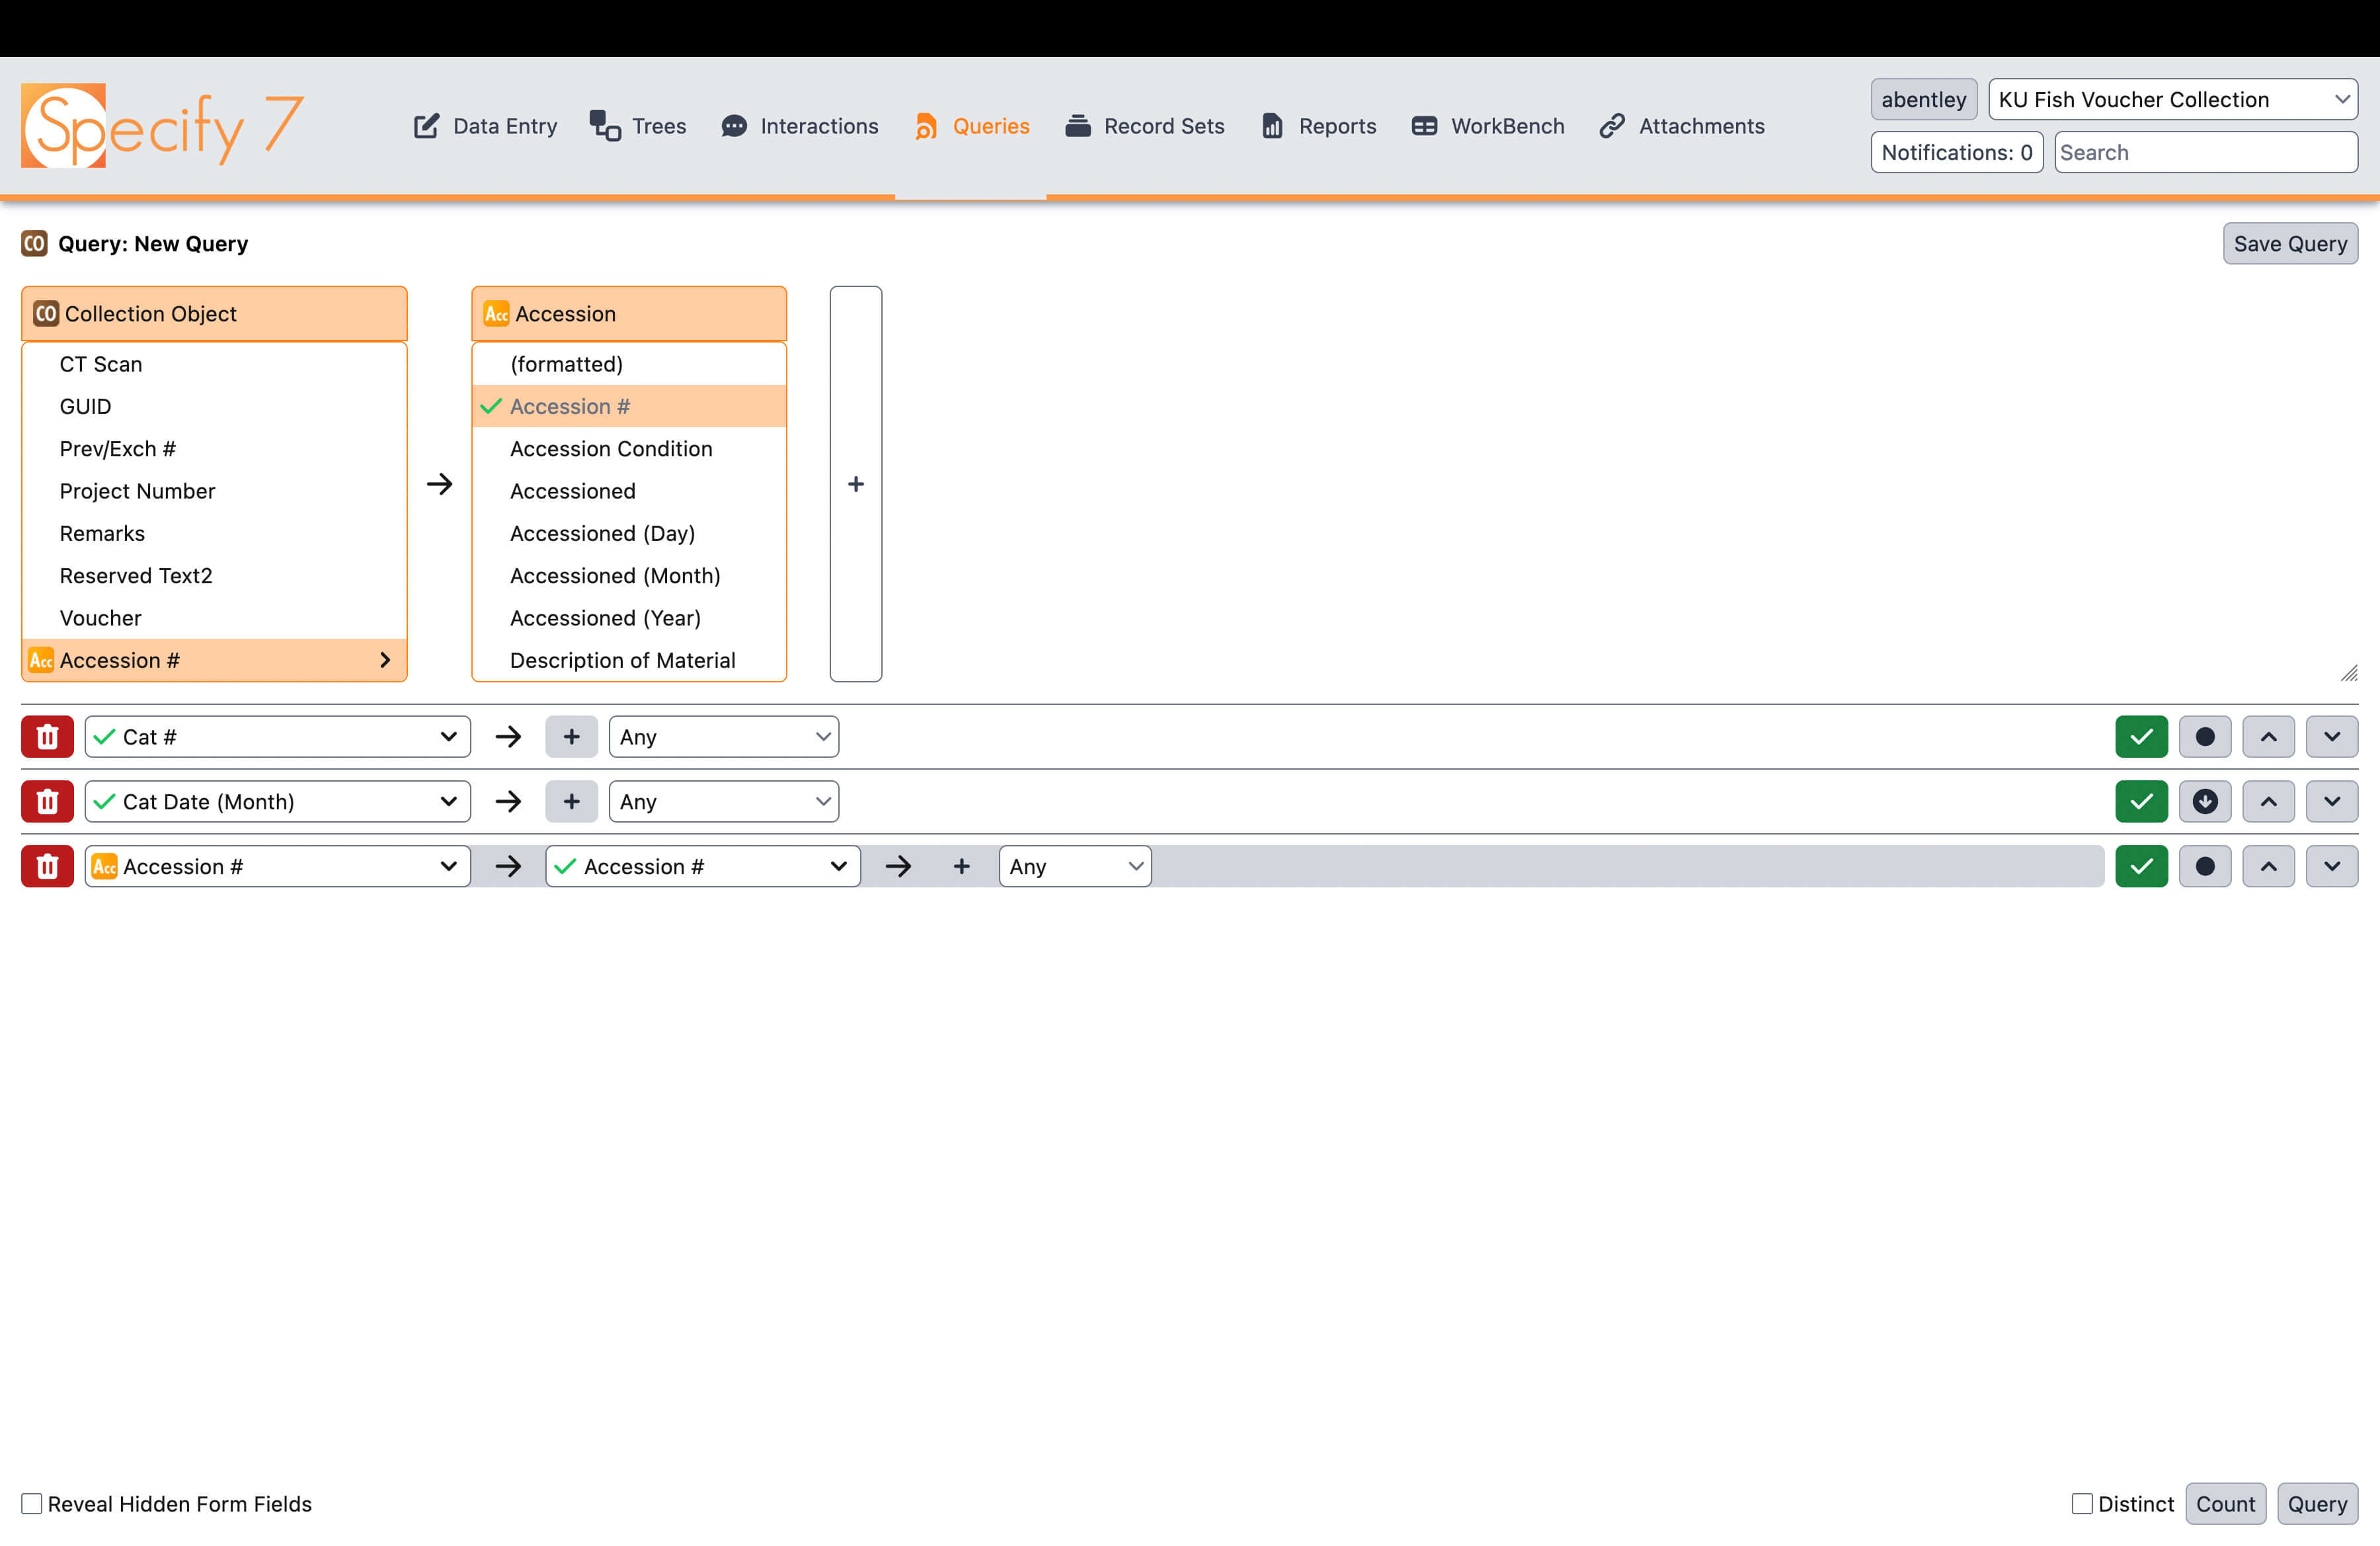 Specify 7
Data Entry
Trees
Interactions
Queries
Record Sets
Reports
WorkBench
Attachments
abentley
KU Fish Voucher Collection
Notifications: 0
Search
CO Query: New Query
Save Query
CO Collection Object
CT Scan
GUID
Prev/Exch #
Project Number
Remarks
Reserved Text2
Voucher
Acc Accession #
Acc Accession
(formatted)
Accession #
Accession Condition
Accessioned
Accessioned (Day)
Accessioned (Month)
Accessioned (Year)
Description of Material
+
Cat # + Any
Cat Date (Month) + Any
Acc Accession # Accession # + Any
Reveal Hidden Form Fields
Distinct
Count
Query